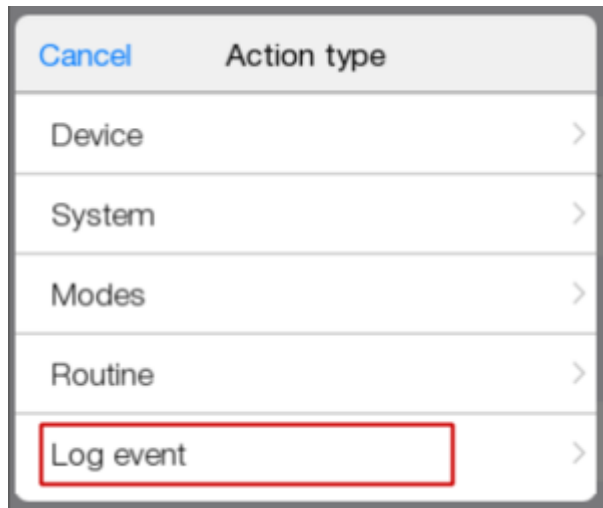 Cancel Action type
Device
System
Modes
Routine
Log event